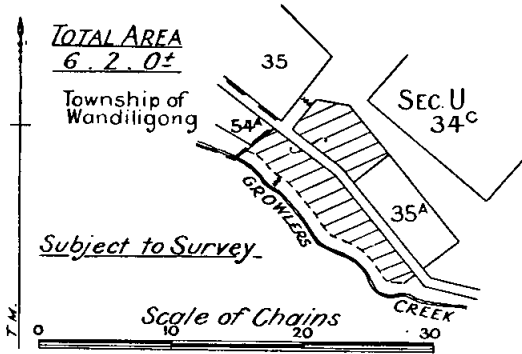 TOTAL AREA
6. 2. 0±
Township of
Wandiligong
35
SEC. U
34C
54A
35A
GROWLERS
CREEK
Subject to Survey
T M.
Scale of Chains
0 10 20 30